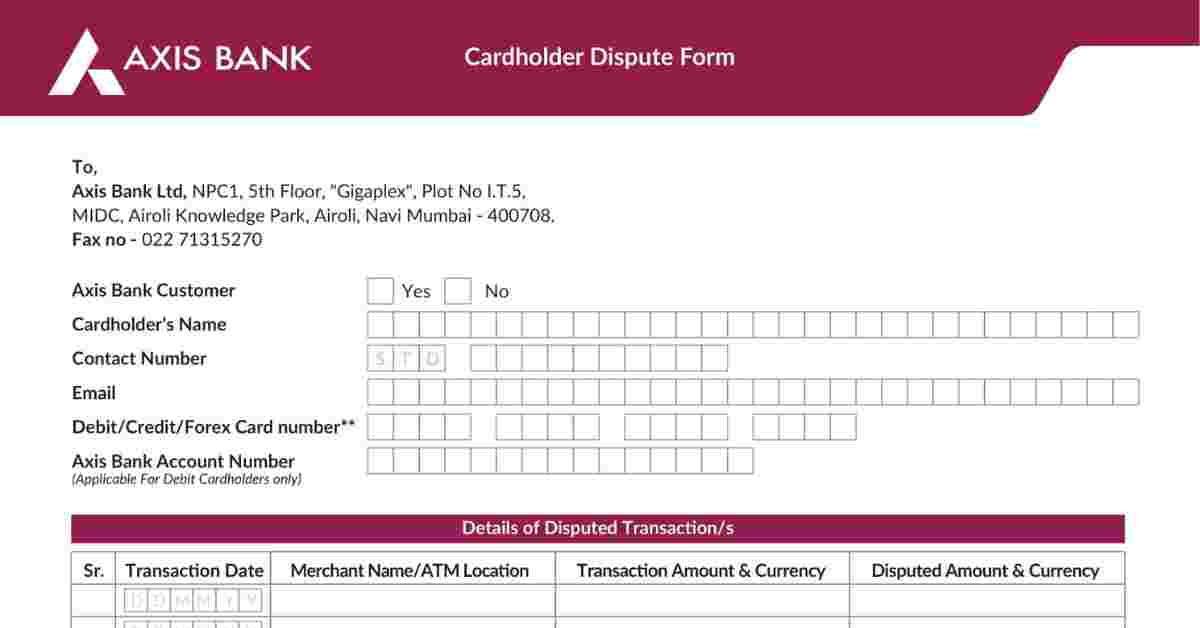 AXIS BANK
Cardholder Dispute Form
To,
Axis Bank Ltd, NPC1, 5th Floor, "Gigaplex", Plot No I.T.5,
MIDC, Airoli Knowledge Park, Airoli, Navi Mumbai - 400708.
Fax no - 022 71315270
Axis Bank Customer Yes No
Cardholder's Name
Contact Number S T D
Email
Debit/Credit/Forex Card number**
Axis Bank Account Number
(Applicable For Debit Cardholders only)
Details of Disputed Transaction/s
Sr. Transaction Date Merchant Name/ATM Location Transaction Amount & Currency Disputed Amount & Currency
D D M M Y Y